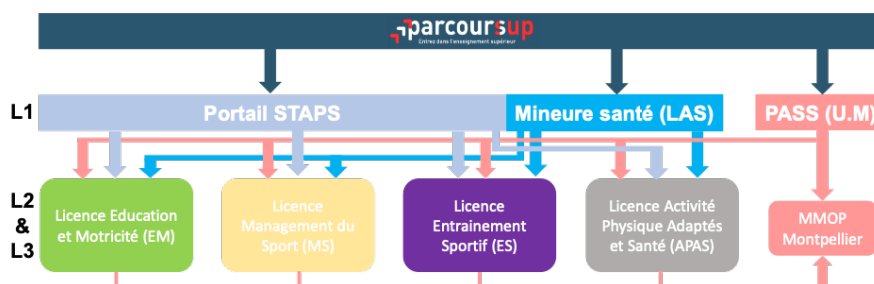 parcoursup
Entrez dans l'enseignement supérieur
L1
Portail STAPS
Mineure santé (LAS)
PASS (U.M)
L2
&
L3
Licence Education
et Motricité (EM)
Licence
Management du
Sport (MS)
Licence
Entrainement
Sportif (ES)
Licence Activité
Physique Adaptés
et Santé (APAS)
MMOP
Montpellier